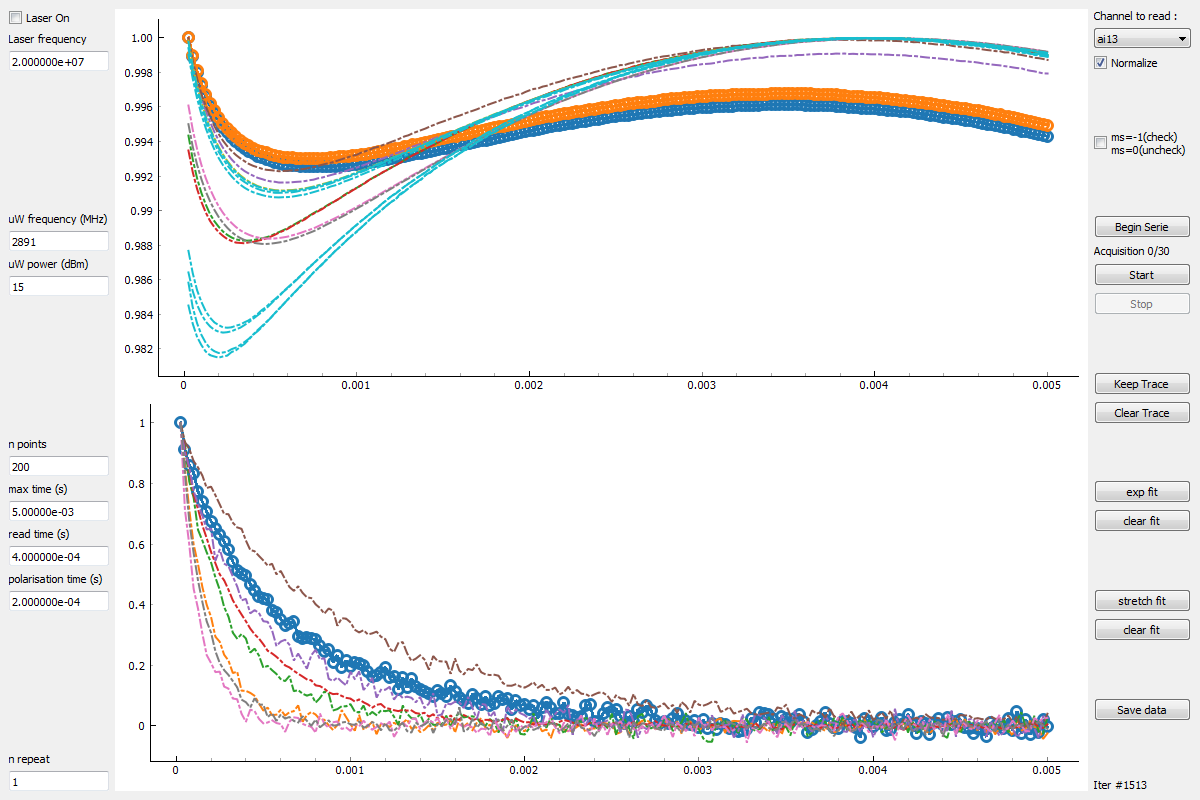 Laser On
Laser frequency
2.000000e+07
uW frequency (MHz)
2891
uW power (dBm)
15
n points
200
max time (s)
5.00000e-03
read time (s)
4.000000e-04
polarisation time (s)
2.000000e-04
n repeat
1
1.00
0.998
0.996
0.994
0.992
0.99
0.988
0.986
0.984
0.982
0
0.001
0.002
0.003
0.004
0.005
1
0.8
0.6
0.4
0.2
0
0
0.001
0.002
0.003
0.004
0.005
Channel to read :
ai13
Normalize
ms=-1(check)
ms=0(uncheck)
Begin Serie
Acquisition 0/30
Start
Stop
Keep Trace
Clear Trace
exp fit
clear fit
stretch fit
clear fit
Save data
Iter #1513